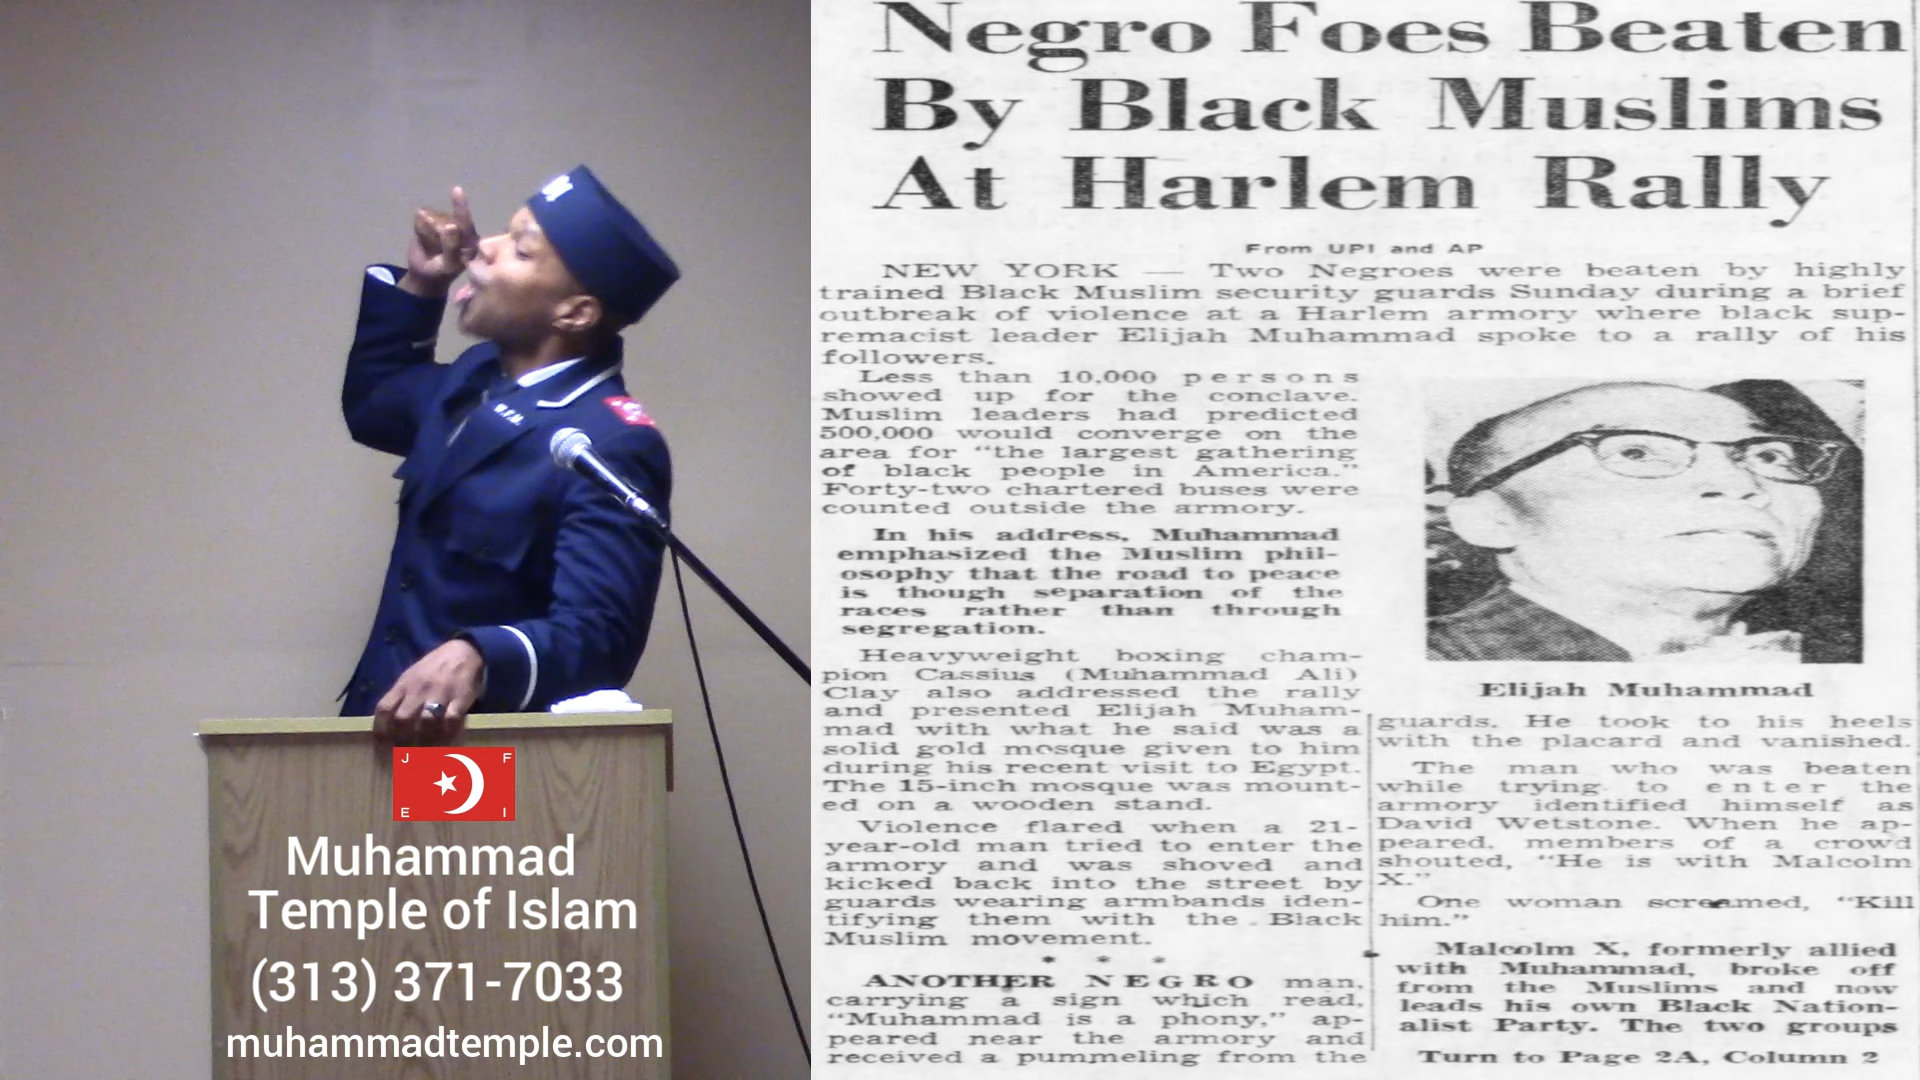 J F
E I
Muhammad
Temple of Islam
(313) 371-7033
muhammadtemple.com
Negro Foes Beaten
By Black Muslims
At Harlem Rally
From UPI and AP
NEW YORK — Two Negroes were beaten by highly
trained Black Muslim security guards Sunday during a brief
outbreak of violence at a Harlem armory where black sup-
remacist leader Elijah Muhammad spoke to a rally of his
followers.
Less than 10,000 persons
showed up for the conclave.
Muslim leaders had predicted
500,000 would converge on the
area for "the largest gathering
of black people in America."
Forty-two chartered buses were
counted outside the armory.
In his address, Muhammad
emphasized the Muslim phil-
osophy that the road to peace
is though separation of the
races rather than through
segregation.
Heavyweight boxing cham-
pion Cassius (Muhammad Ali)
Clay also addressed the rally
and presented Elijah Muham-
mad with what he said was a
solid gold mosque given to him
during his recent visit to Egypt.
The 15-inch mosque was mount-
ed on a wooden stand.
Violence flared when a 21-
year-old man tried to enter the
armory and was shoved and
kicked back into the street by
guards wearing armbands iden-
tifying them with the Black
Muslim movement.
* * *
ANOTHER NEGRO man,
carrying a sign which read,
"Muhammad is a phony," ap-
peared near the armory and
received a pummeling from the
Elijah Muhammad
guards. He took to his heels
with the placard and vanished.
The man who was beaten
while trying to enter the
armory identified himself as
David Wetstone. When he ap-
peared, members of a crowd
shouted, "He is with Malcolm
X."
One woman screamed, "Kill
him."
Malcolm X, formerly allied
with Muhammad, broke off
from the Muslims and now
leads his own Black Nation-
alist Party. The two groups
Turn to Page 2A, Column 2